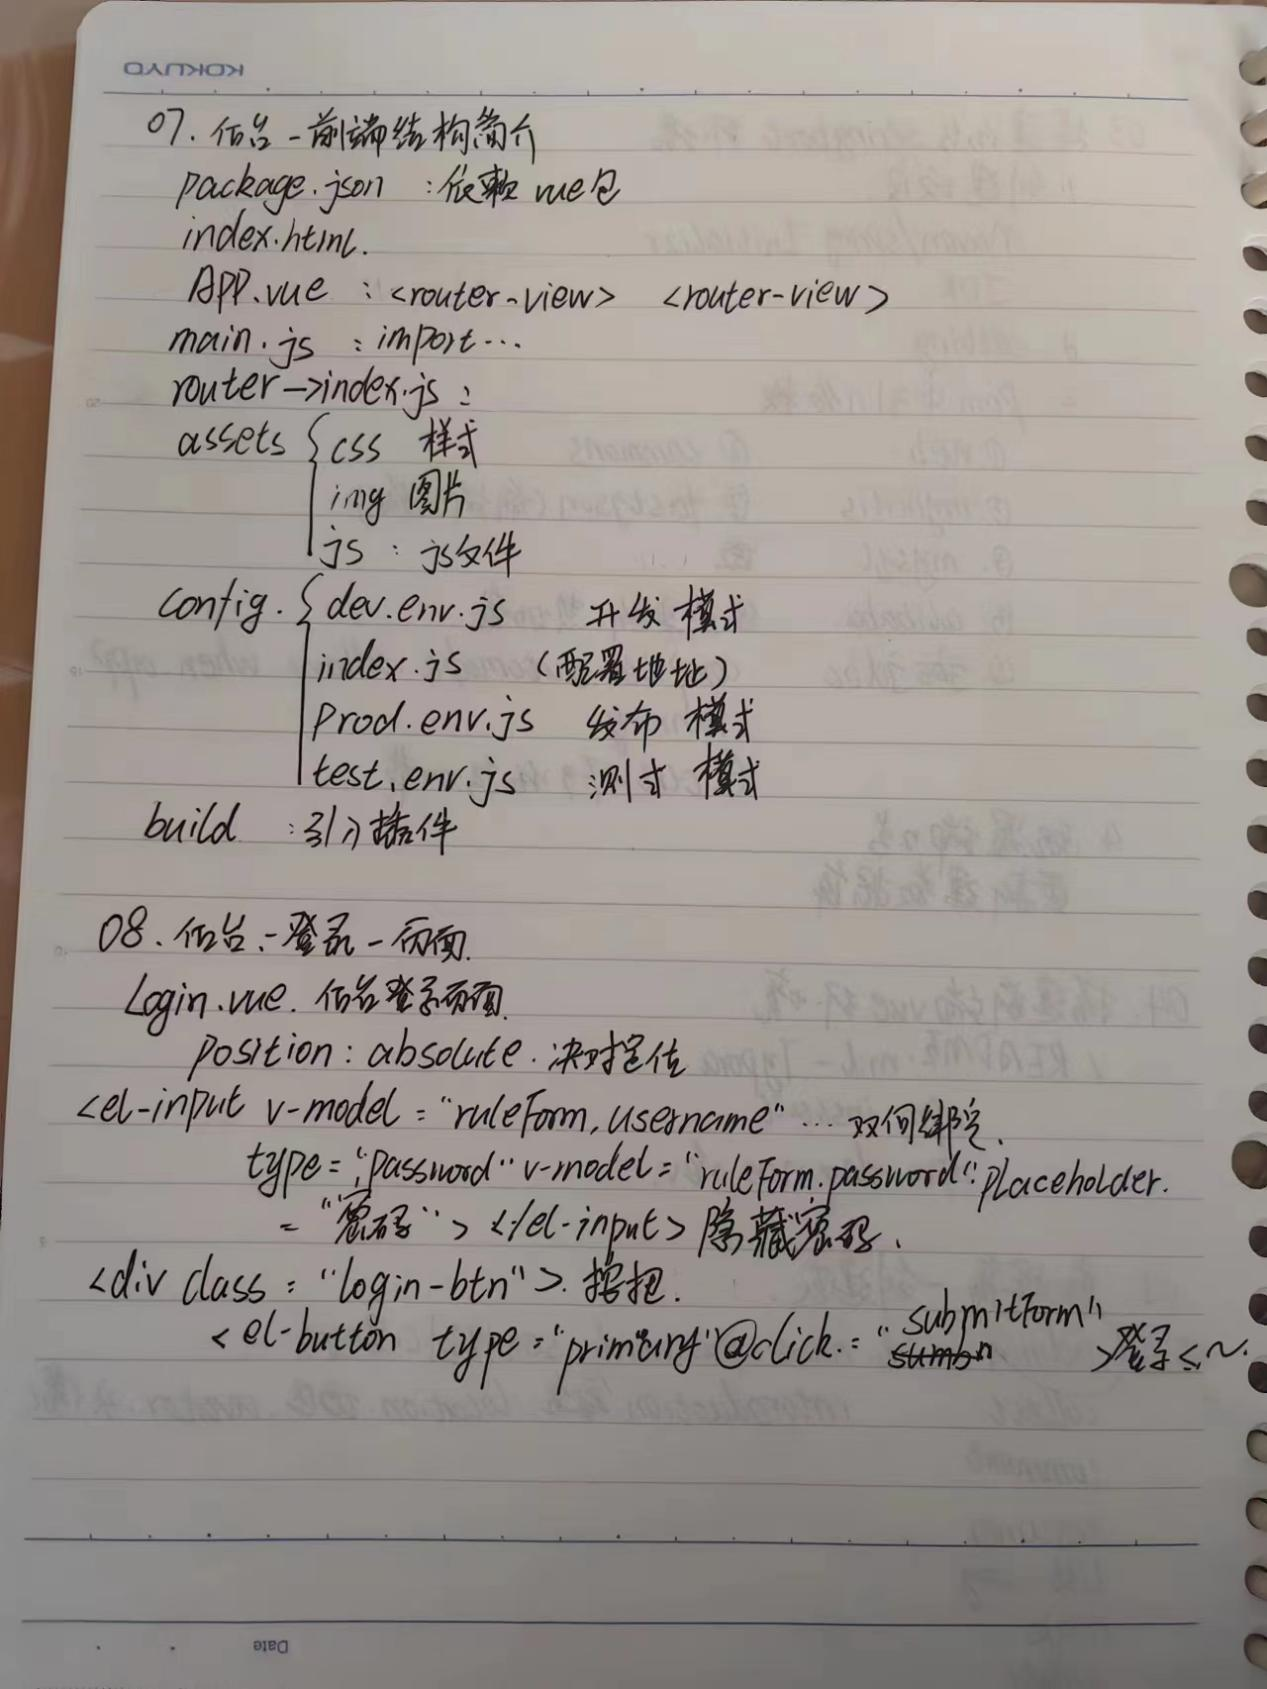 KOKUYO
07. 后台-前端结构简介
package.json :依赖 vue包
index.html.
APP.vue : <router-view> <router-view>
main.js : import...
router→index.js :
assets { css 样式
img 图片
js : js文件
config. { dev.env.js 开发 模式
index.js (配置地址)
prod.env.js 发布 模式
test.env.js 测试 模式
build :引入插件
08. 后台-登录-页面.
Login.vue. 后台登录页面.
position: absolute. 决对定位
<el-input v-model = "ruleForm.username" ... 双向绑定.
type = "password" v-model = "ruleForm.password" placeholder.
= "密码" > </el-input> 隐藏密码.
<div class = "login-btn">.
<el-button type = "primary" @click. = "submitForm" >登录<~.
Date